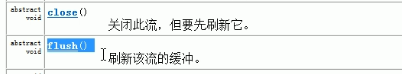 abstract void close()
关闭此流，但要先刷新它。
abstract void flush()
刷新该流的缓冲。